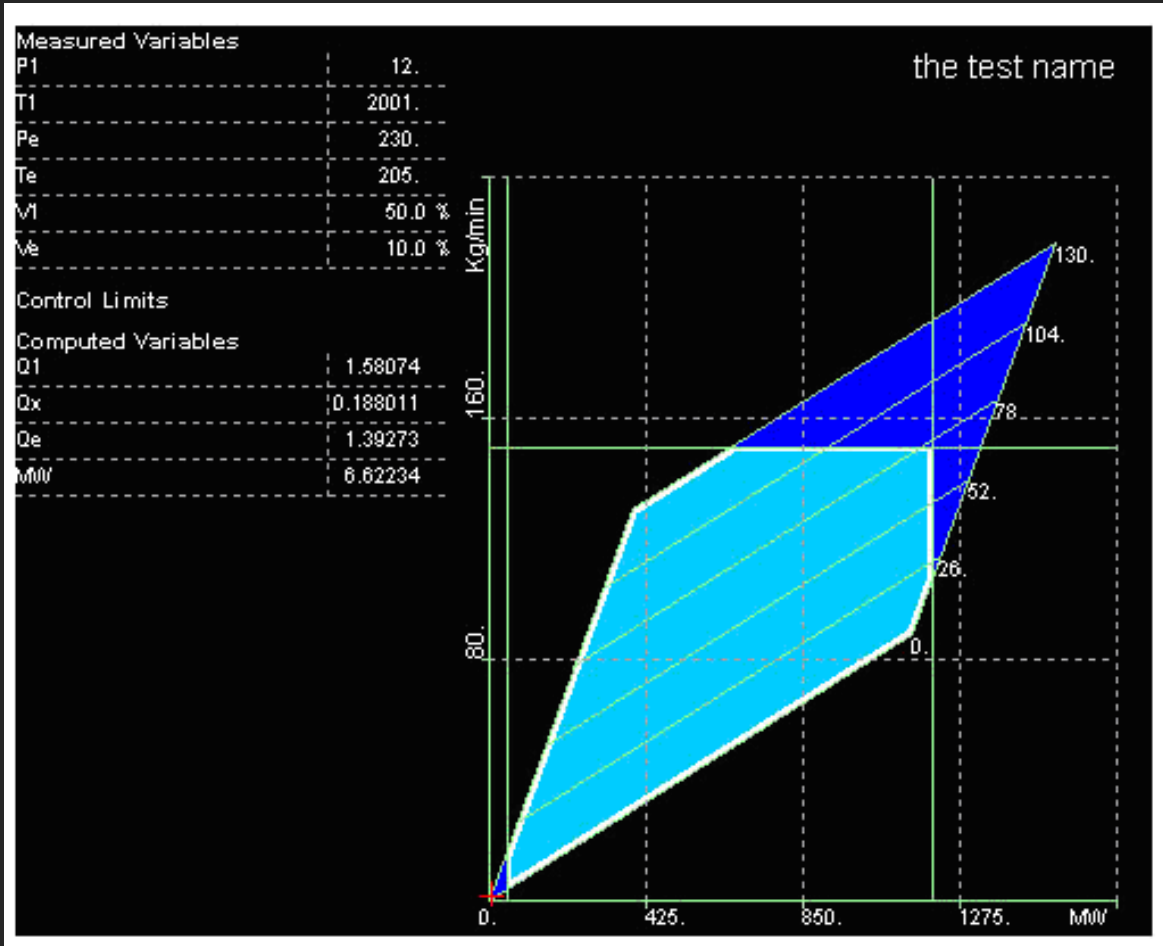 Measured Variables
P1 12.
T1 2001.
Pe 230.
Te 205.
V1 50.0 %
Ve 10.0 %
Control Limits
Computed Variables
Q1 1.58074
Qx 0.188011
Qe 1.39273
MW 6.62234
the test name
Kg/min
160.
80.
130.
104.
78.
52.
26.
0.
0. 425. 850. 1275. MW